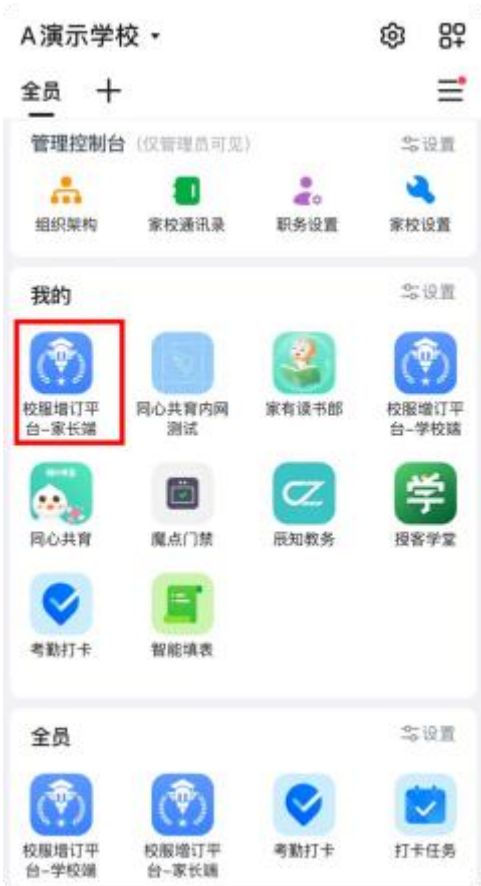 A演示学校
全员
管理控制台（仅管理员可见） 设置
组织架构 家校通讯录 职务设置 家校设置
我的 设置
校服增订平 同心共育内网 家有读书郎 校服增订平
台-家长端 测试 台-学校端
同心共育 魔点门禁 辰知教务 授客学堂
学
考勤打卡 智能填表
全员 设置
校服增订平 校服增订平 考勤打卡 打卡任务
台-学校端 台-家长端